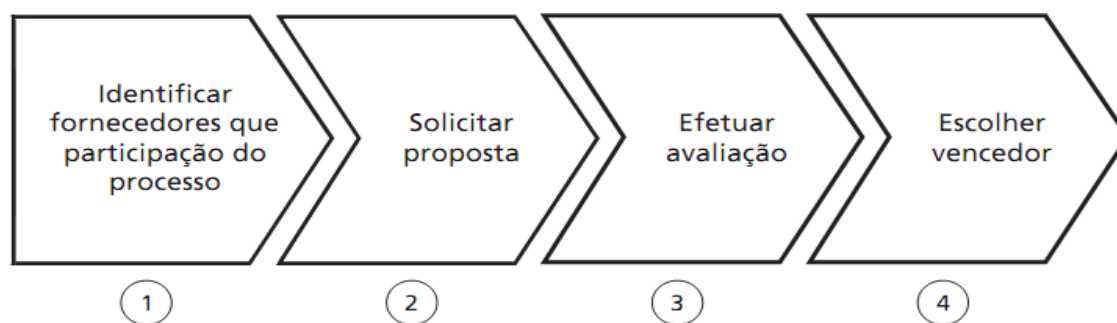 Identificar
fornecedores que
participação do
processo
Solicitar
proposta
Efetuar
avaliação
Escolher
vencedor
1
2
3
4